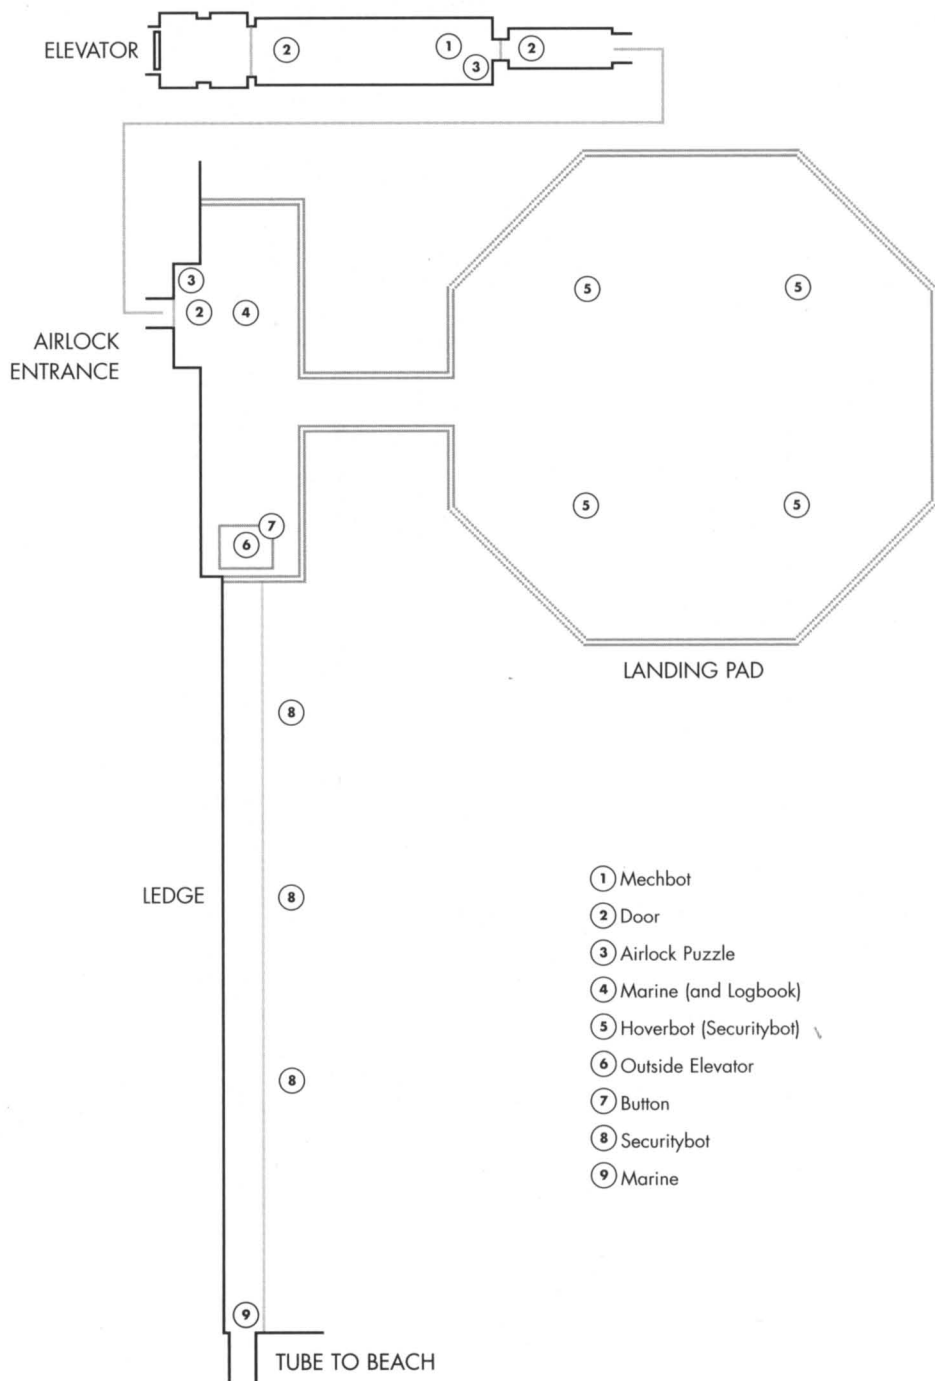 ELEVATOR
2
1
3
2
3
2
4
AIRLOCK
ENTRANCE
5
5
5
5
7
6
LANDING PAD
8
LEDGE
8
8
9
TUBE TO BEACH
1 Mechbot
2 Door
3 Airlock Puzzle
4 Marine (and Logbook)
5 Hoverbot (Securitybot)
6 Outside Elevator
7 Button
8 Securitybot
9 Marine